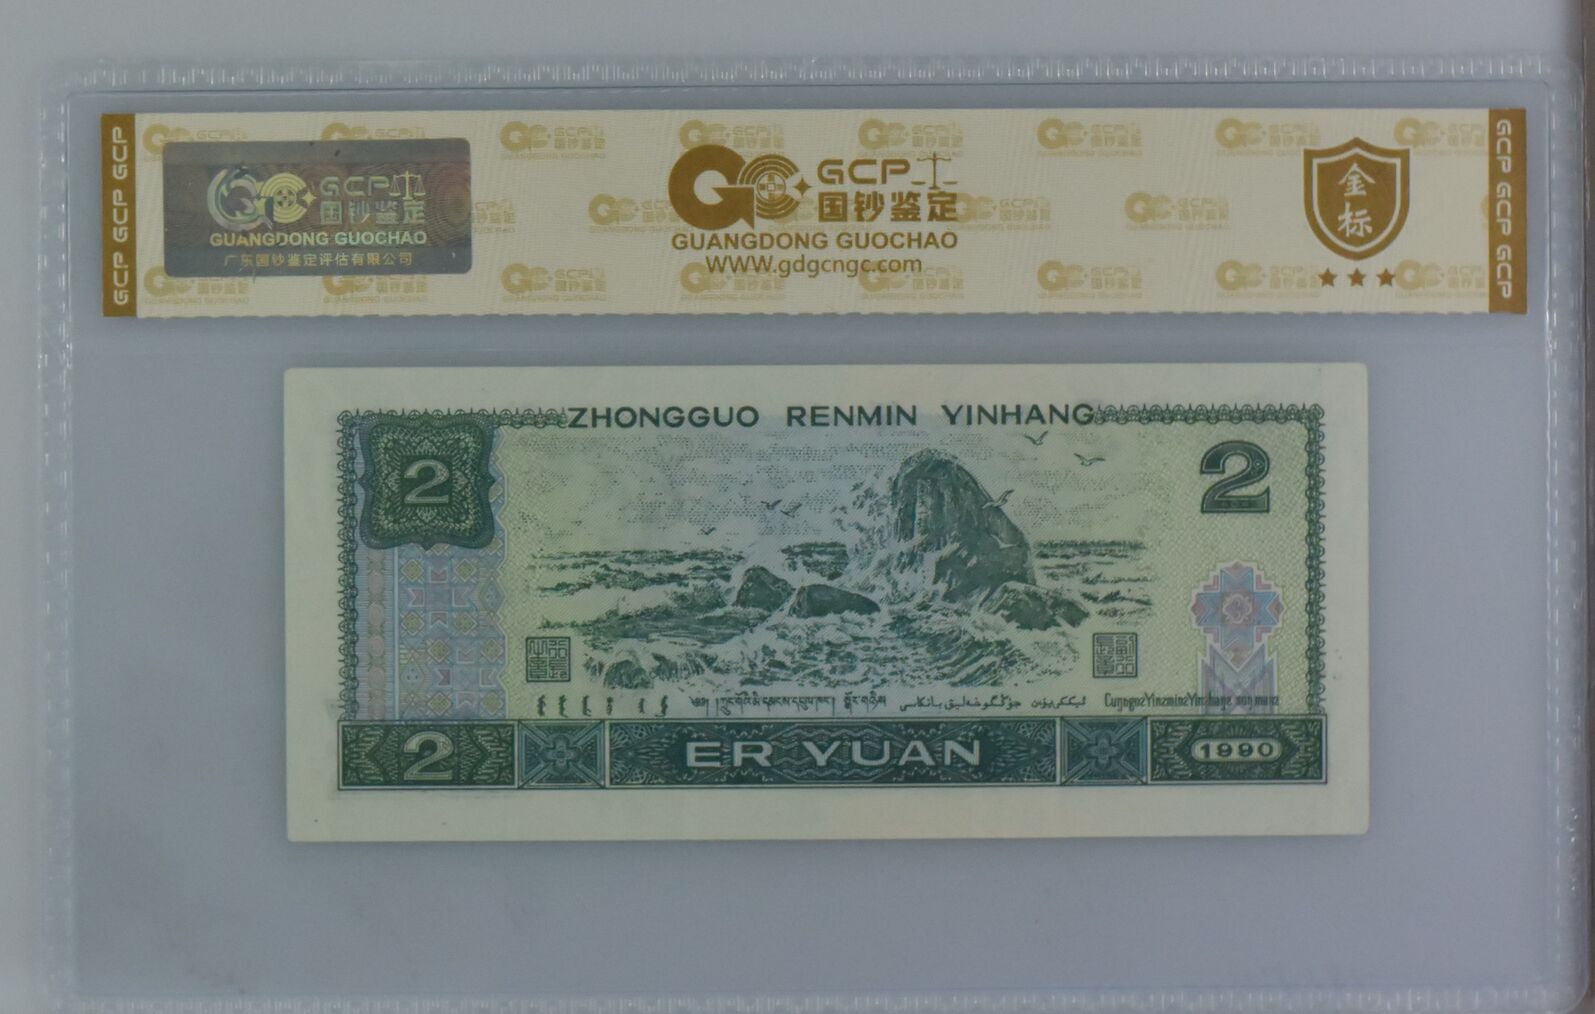 GCP GCP GCP
GCP
国钞鉴定
GUANGDONG GUOCHAO
广东国钞鉴定评估有限公司
GCP
国钞鉴定
GUANGDONG GUOCHAO
WWW.gdgcngc.com
金标
GCP GCP GCP
ZHONGGUO RENMIN YINHANG
2
2
2
ER YUAN
1990